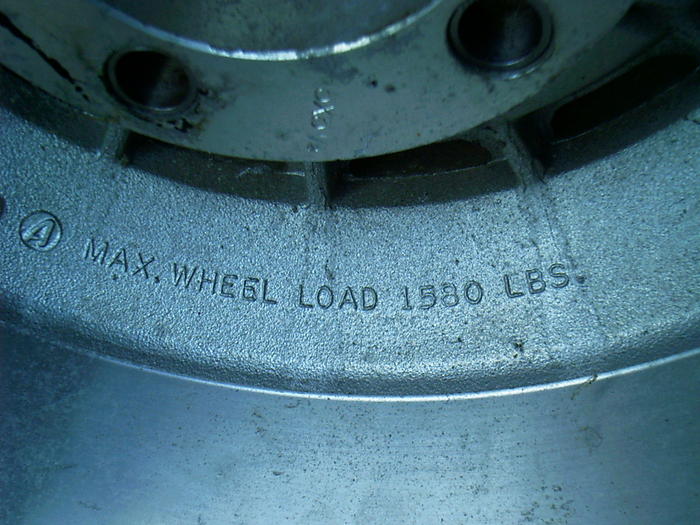 A MAX. WHEEL LOAD 1580 LBS.